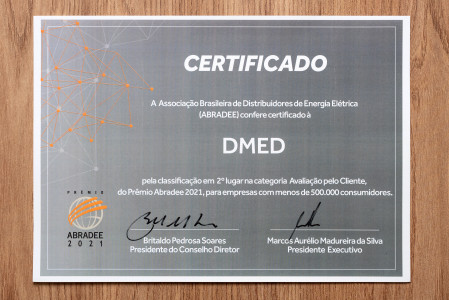 CERTIFICADO
A Associação Brasileira de Distribuidores de Energia Elétrica
(ABRADEE) confere certificado à
DMED
pela classificação em 2º lugar na categoria Avaliação pelo Cliente,
do Prêmio Abradee 2021, para empresas com menos de 500.000 consumidores.
PRÊMIO
ABRADEE
2021
Britaldo Pedrosa Soares
Presidente do Conselho Diretor
Marcos Aurélio Madureira da Silva
Presidente Executivo